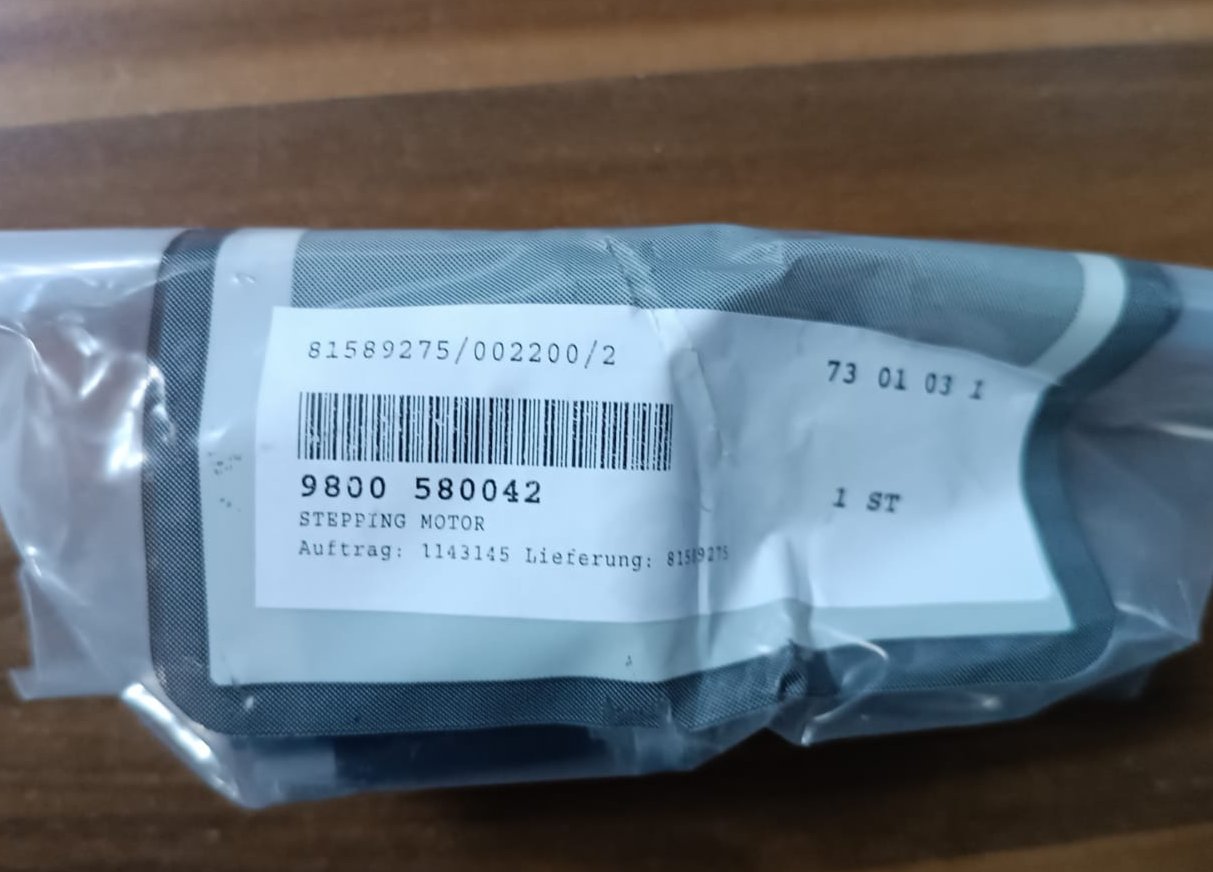 81589275/002200/2
73 01 03 1
9800 580042
1 ST
STEPPING MOTOR
Auftrag: 1143145 Lieferung: 81589275